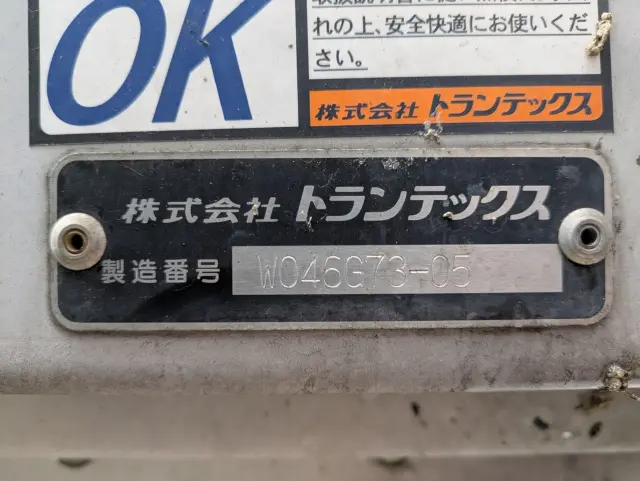 OK
れの上、安全快適にお使いくだ
さい。
株式会社 トランテックス
株式会社 トランテックス
製造番号 W046G73-05